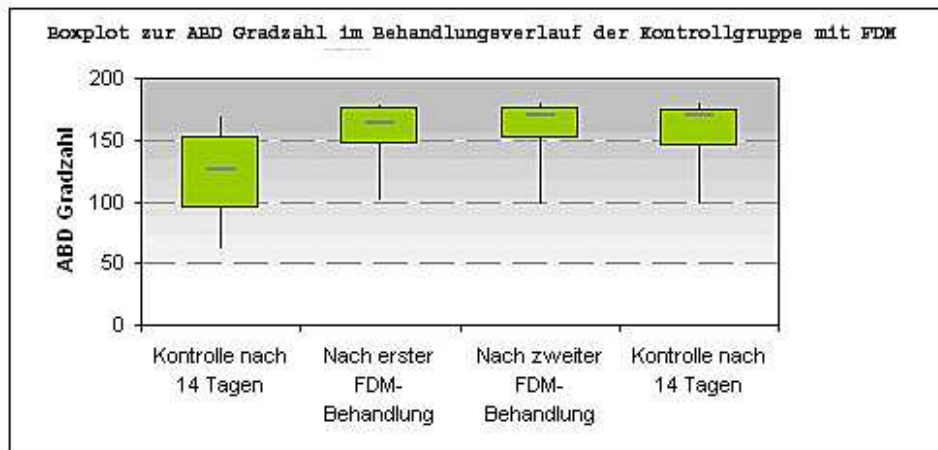 Boxplot zur ABD Gradzahl im Behandlungsverlauf der Kontrollgruppe mit FDM
200
150
100
50
0
ABD Gradzahl
Kontrolle nach
14 Tagen
Nach erster
FDM-
Behandlung
Nach zweiter
FDM-
Behandlung
Kontrolle nach
14 Tagen